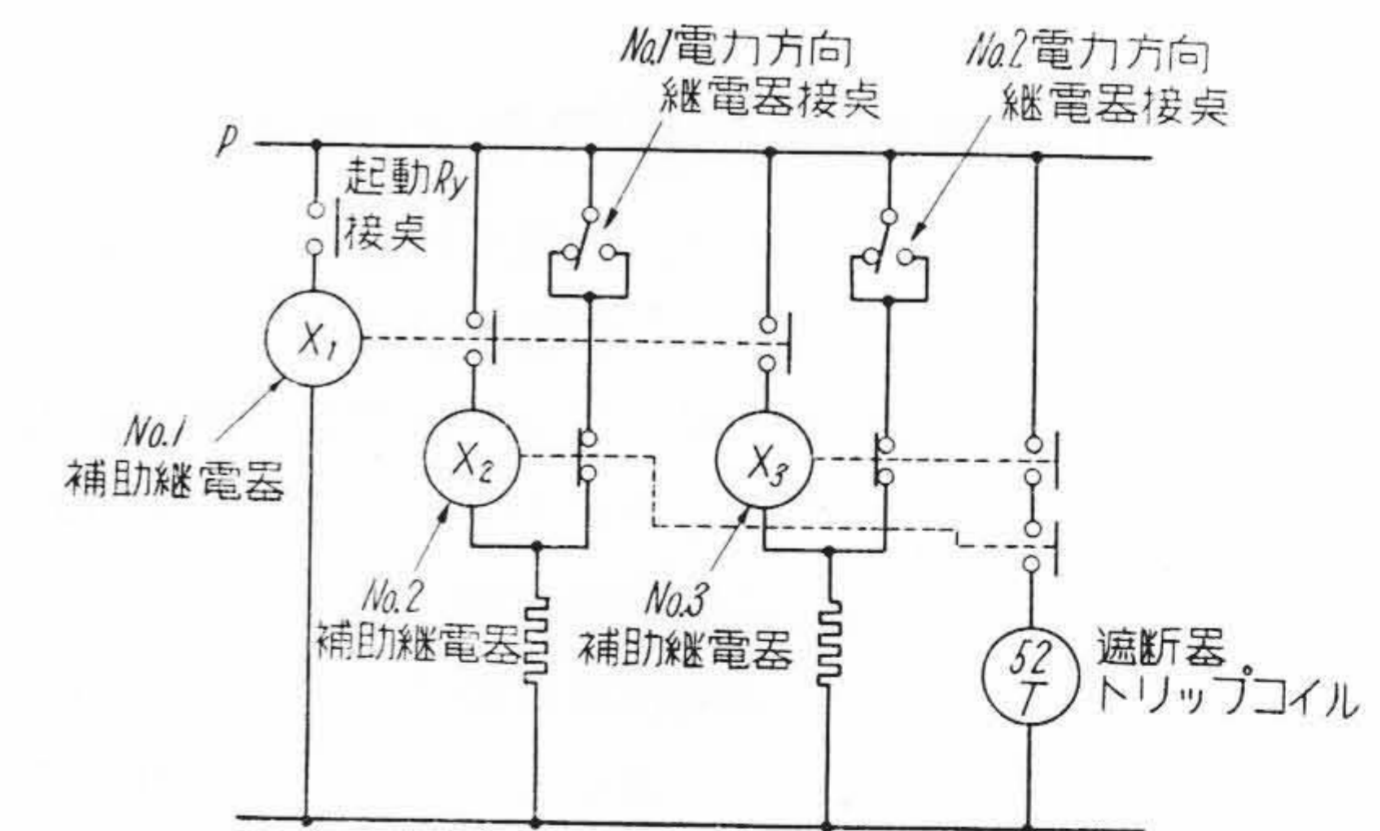 No.1電力方向
継電器接点
No.2電力方向
継電器接点
P
起動Ry
接点
X1
No.1
補助継電器
X2
X3
No.2
補助継電器
No.3
補助継電器
52
T
遮断器
トリップコイル